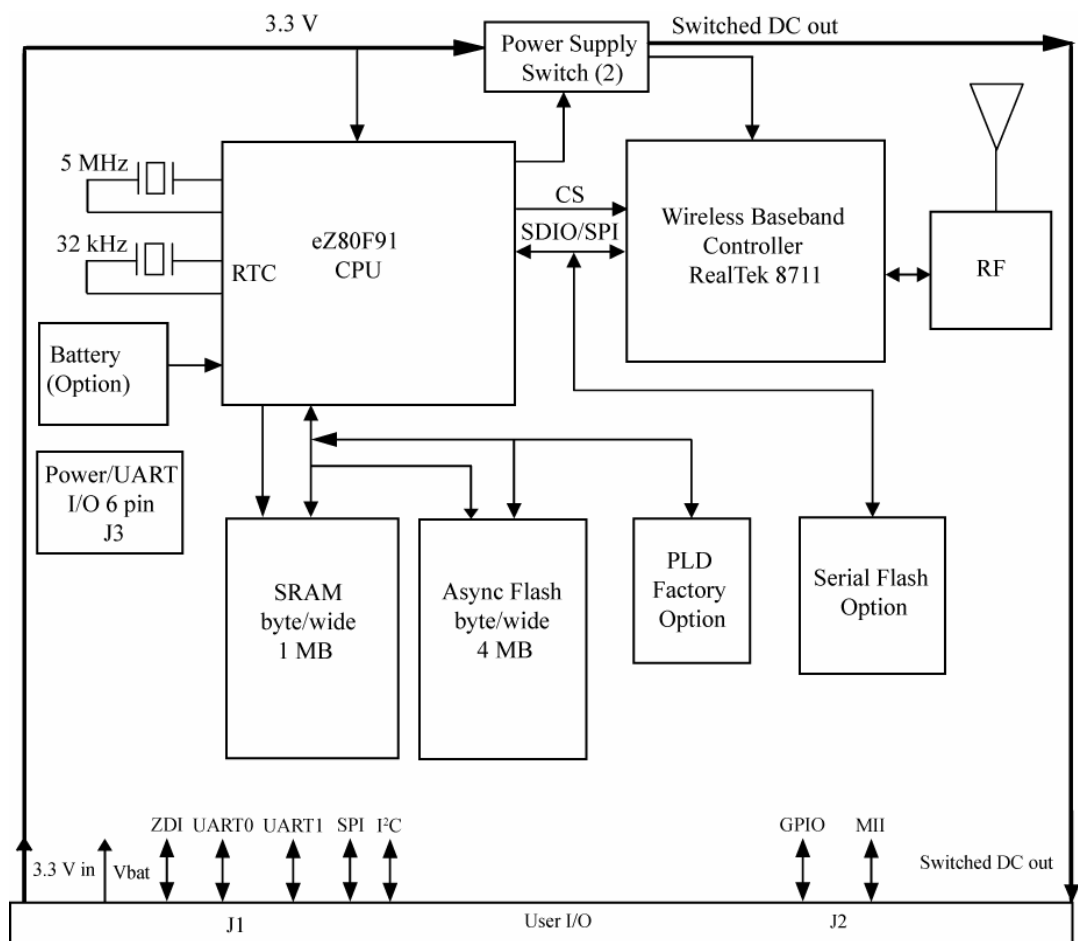 3.3 V
Power Supply
Switch (2)
Switched DC out
5 MHz
32 kHz
RTC
eZ80F91
CPU
CS
SDIO/SPI
Wireless Baseband
Controller
RealTek 8711
RF
Battery
(Option)
Power/UART
I/O 6 pin
J3
SRAM
byte/wide
1 MB
Async Flash
byte/wide
4 MB
PLD
Factory
Option
Serial Flash
Option
3.3 V in
Vbat
ZDI
UART0
UART1
SPI
I²C
GPIO
MII
Switched DC out
J1
User I/O
J2